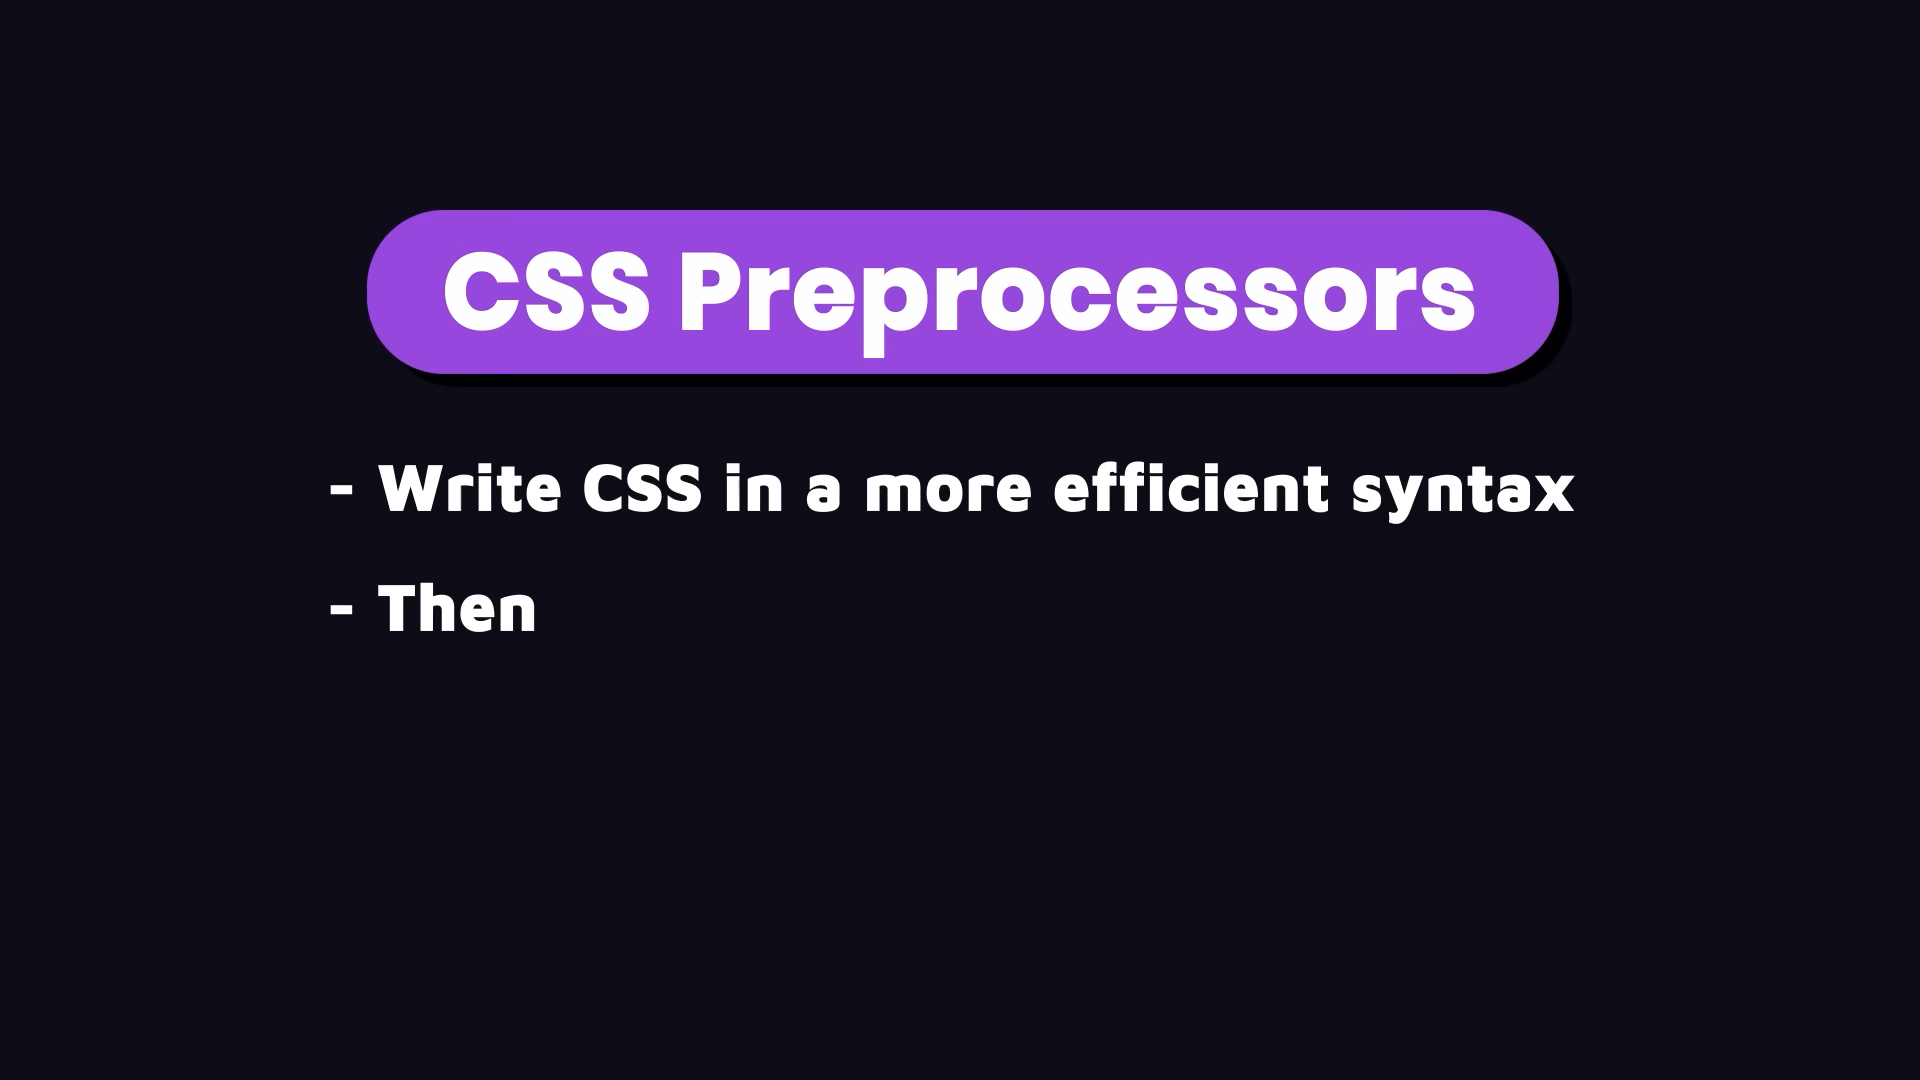 CSS Preprocessors
- Write CSS in a more efficient syntax
- Then